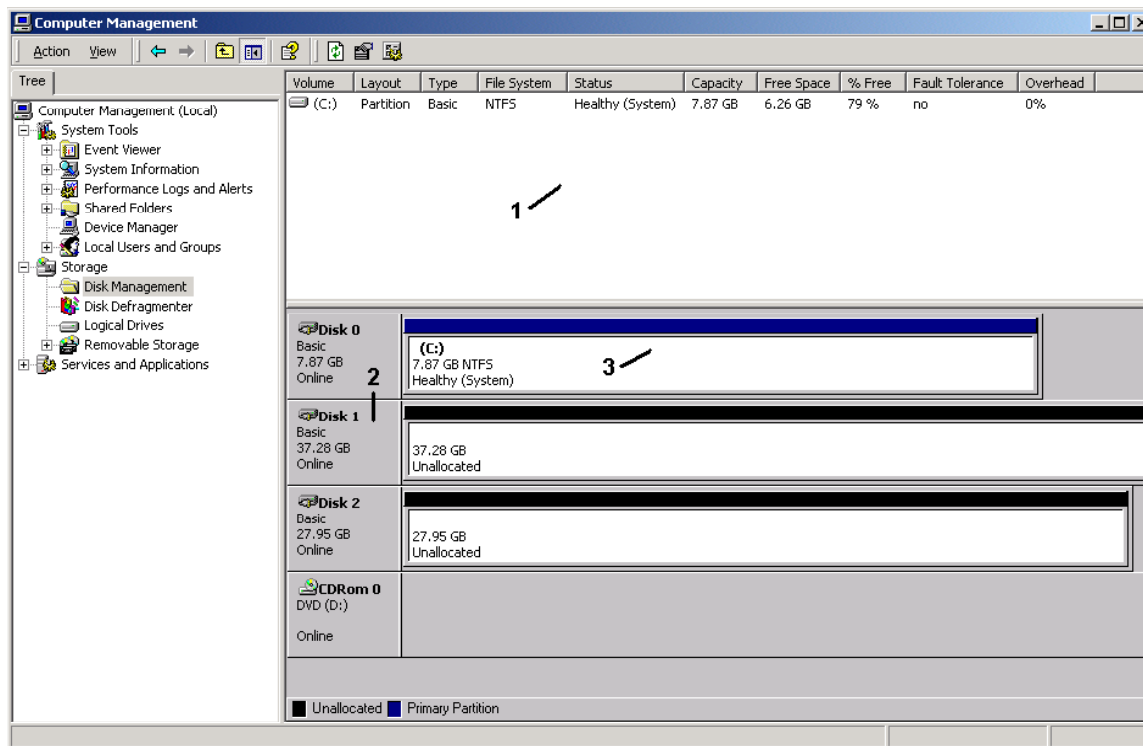 Computer Management
Action View
Tree
Computer Management (Local)
System Tools
Event Viewer
System Information
Performance Logs and Alerts
Shared Folders
Device Manager
Local Users and Groups
Storage
Disk Management
Disk Defragmenter
Logical Drives
Removable Storage
Services and Applications
Volume Layout Type File System Status Capacity Free Space % Free Fault Tolerance Overhead
(C:) Partition Basic NTFS Healthy (System) 7.87 GB 6.26 GB 79 % no 0%
1
Disk 0
Basic
7.87 GB
Online
(C:)
7.87 GB NTFS
Healthy (System)
3
2
Disk 1
Basic
37.28 GB
Online
37.28 GB
Unallocated
Disk 2
Basic
27.95 GB
Online
27.95 GB
Unallocated
CDRom 0
DVD (D:)
Online
Unallocated Primary Partition